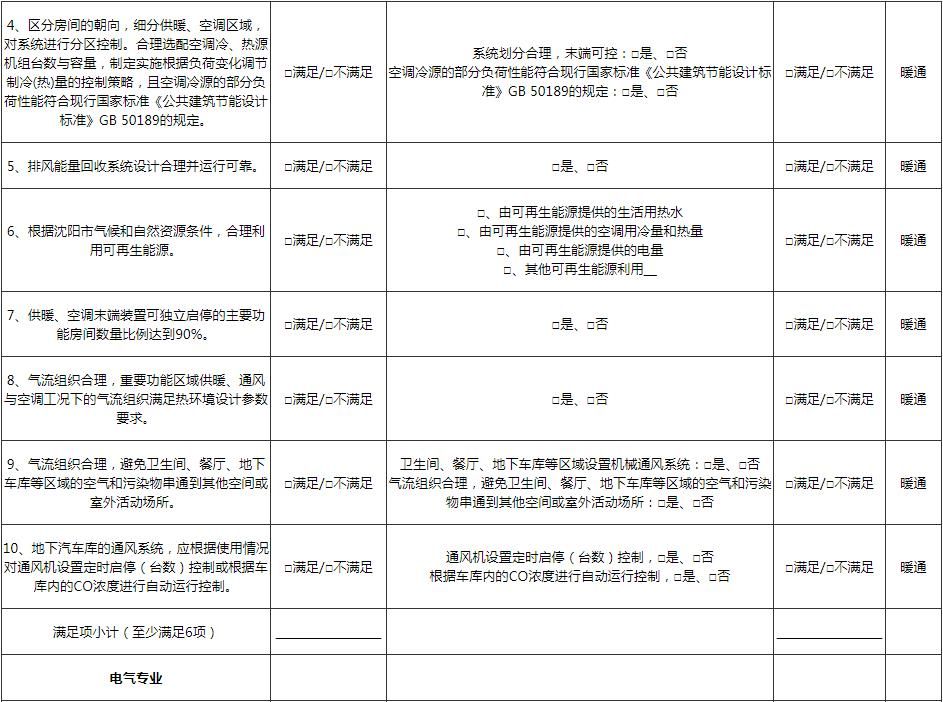 4、区分房间的朝向，细分供暖、空调区域，
对系统进行分区控制。合理选配空调冷、热源
机组台数与容量，制定实施根据负荷变化调节
制冷(热)量的控制策略，且空调冷源的部分负
荷性能符合现行国家标准《公共建筑节能设计
标准》GB 50189的规定。
□满足/□不满足
系统划分合理，末端可控：□是、□否
空调冷源的部分负荷性能符合现行国家标准《公共建筑节能设计标
准》GB 50189的规定：□是、□否
□满足/□不满足
暖通
5、排风能量回收系统设计合理并运行可靠。
□满足/□不满足
□是、□否
□满足/□不满足
暖通
6、根据沈阳市气候和自然资源条件，合理利
用可再生能源。
□满足/□不满足
□、由可再生能源提供的生活用热水
□、由可再生能源提供的空调用冷量和热量
□、由可再生能源提供的电量
□、其他可再生能源利用__
□满足/□不满足
暖通
7、供暖、空调末端装置可独立启停的主要功
能房间数量比例达到90%。
□满足/□不满足
□是、□否
□满足/□不满足
暖通
8、气流组织合理，重要功能区域供暖、通风
与空调工况下的气流组织满足热环境设计参数
要求。
□满足/□不满足
□是、□否
□满足/□不满足
暖通
9、气流组织合理，避免卫生间、餐厅、地下
车库等区域的空气和污染物串通到其他空间或
室外活动场所。
□满足/□不满足
卫生间、餐厅、地下车库等区域设置机械通风系统：□是、□否
气流组织合理，避免卫生间、餐厅、地下车库等区域的空气和污染
物串通到其他空间或室外活动场所：□是、□否
□满足/□不满足
暖通
10、地下汽车库的通风系统，应根据使用情况
对通风机设置定时启停（台数）控制或根据车
库内的CO浓度进行自动运行控制。
□满足/□不满足
通风机设置定时启停（台数）控制，□是、□否
根据车库内的CO浓度进行自动运行控制，□是、□否
□满足/□不满足
暖通
满足项小计（至少满足6项）
电气专业